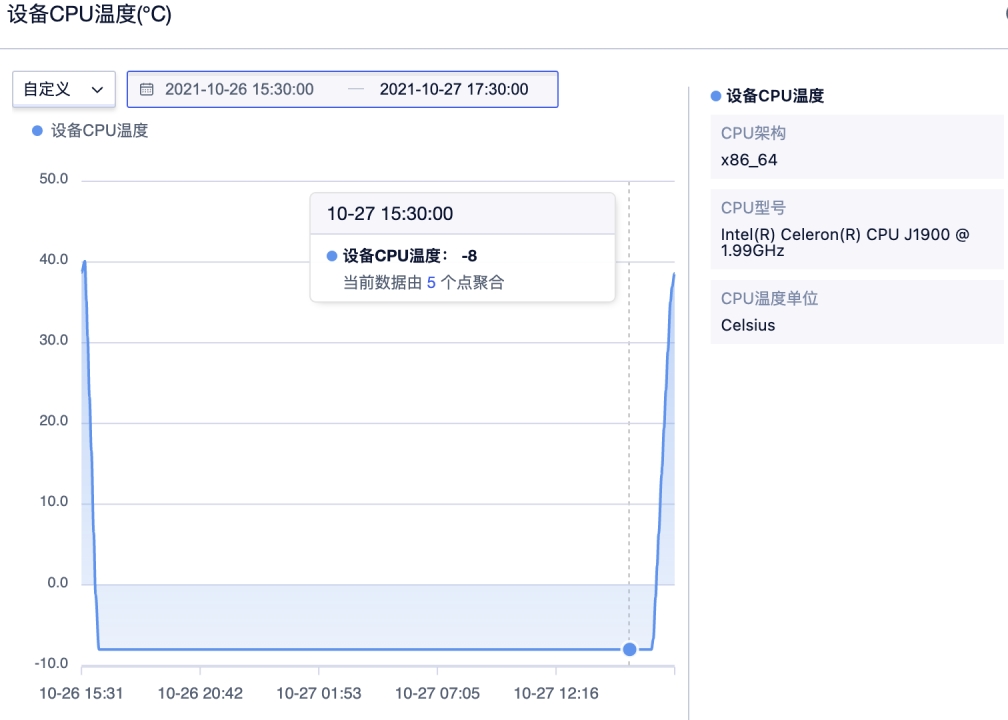 设备CPU温度(°C)
自定义
2021-10-26 15:30:00 — 2021-10-27 17:30:00
设备CPU温度
50.0
40.0
30.0
20.0
10.0
0.0
-10.0
10-26 15:31
10-26 20:42
10-27 01:53
10-27 07:05
10-27 12:16
10-27 15:30:00
设备CPU温度： -8
当前数据由 5 个点聚合
设备CPU温度
CPU架构
x86_64
CPU型号
Intel(R) Celeron(R) CPU J1900 @
1.99GHz
CPU温度单位
Celsius